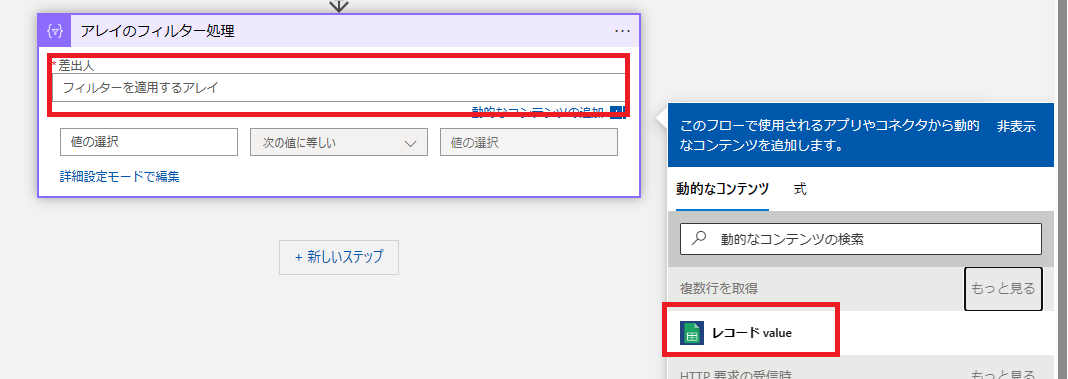 アレイのフィルター処理
* 差出人
フィルターを適用するアレイ
動的なコンテンツの追加
値の選択
次の値に等しい
値の選択
詳細設定モードで編集
+ 新しいステップ
このフローで使用されるアプリやコネクタから動的なコンテンツを追加します。
非表示
動的なコンテンツ
式
動的なコンテンツの検索
複数行を取得
もっと見る
レコード value
HTTP 要求の受信時
もっと見る